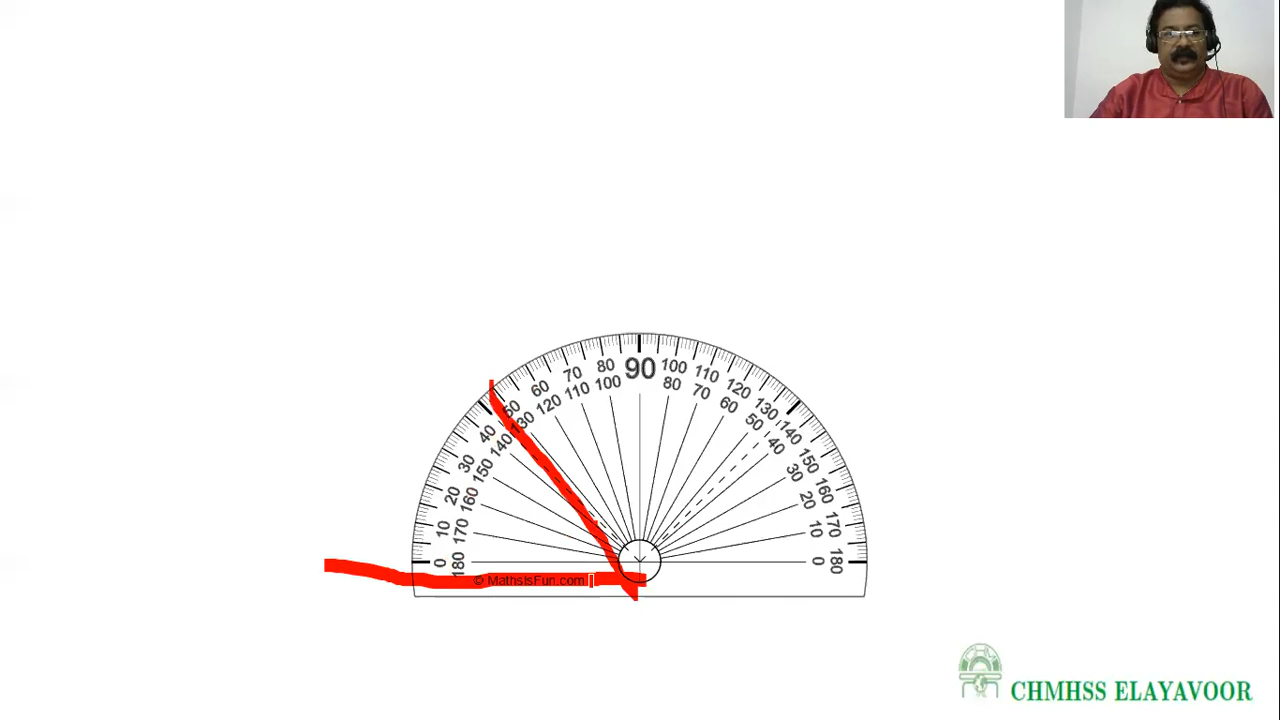 0 10 20 30 40 50 60 70 80 90 100 110 120 130 140 150 160 170 180
180 170 160 150 140 130 120 110 100 80 70 60 50 40 30 20 10 0
© MathsIsFun.com
CHMHSS ELAYAVOOR